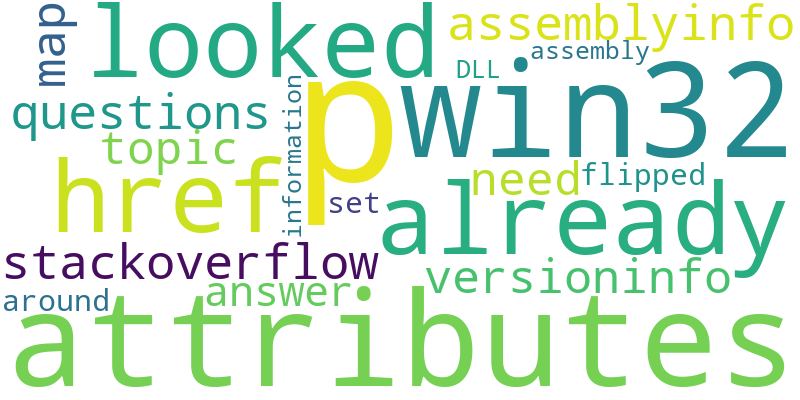 map
looked
assemblyinfo
assembly
DLL
questions
information
p
win32
topic
href
need
flipped
set
already
stackoverflow
versioninfo
around
answer
attributes